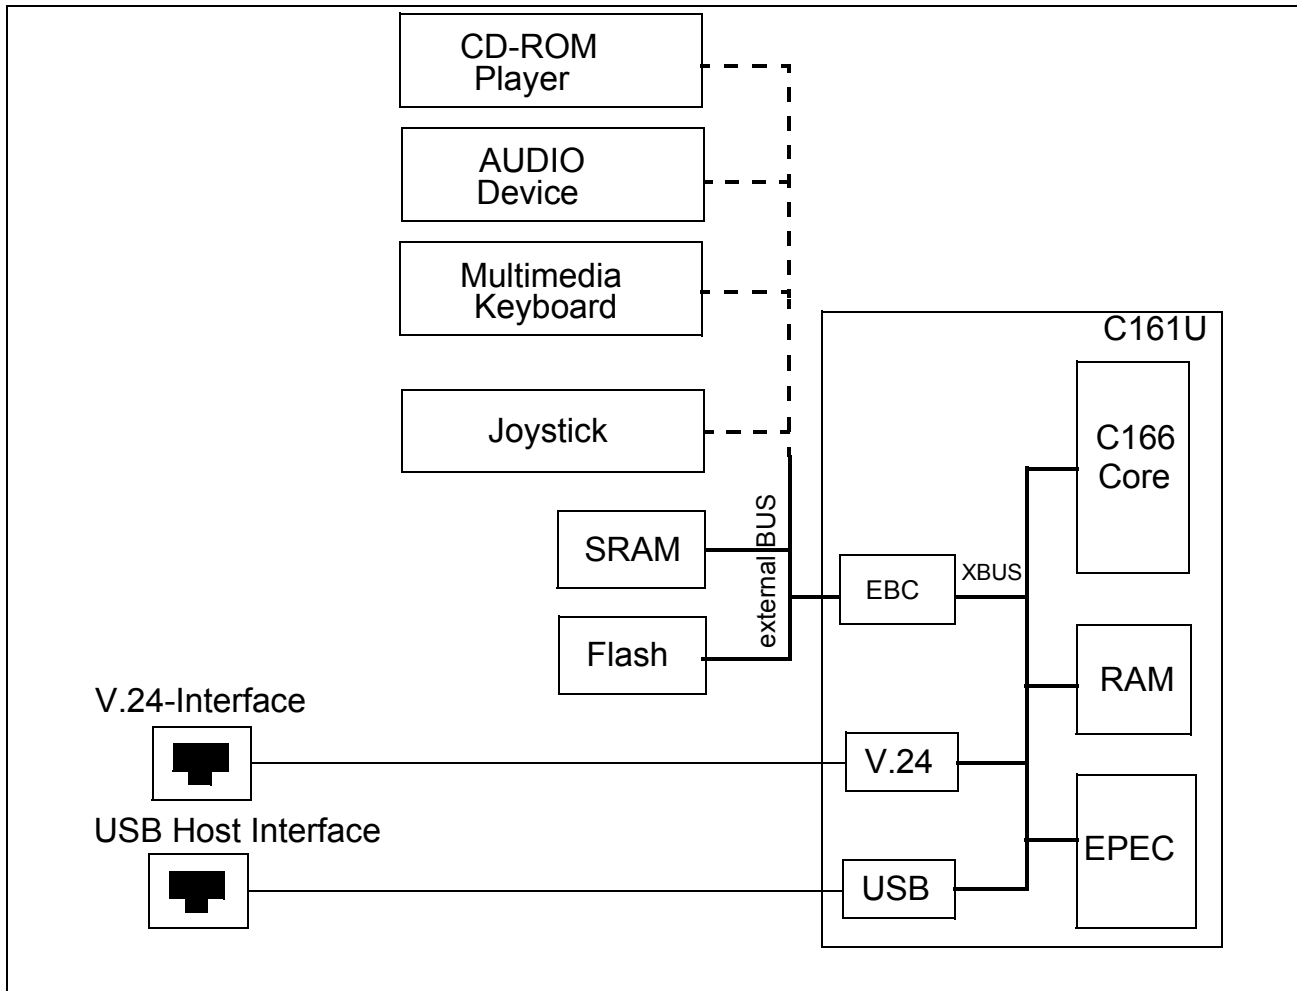 CD-ROM
Player
AUDIO
Device
Multimedia
Keyboard
C161U
Joystick
C166
Core
SRAM
external BUS
EBC
XBUS
Flash
RAM
V.24-Interface
V.24
USB Host Interface
EPEC
USB